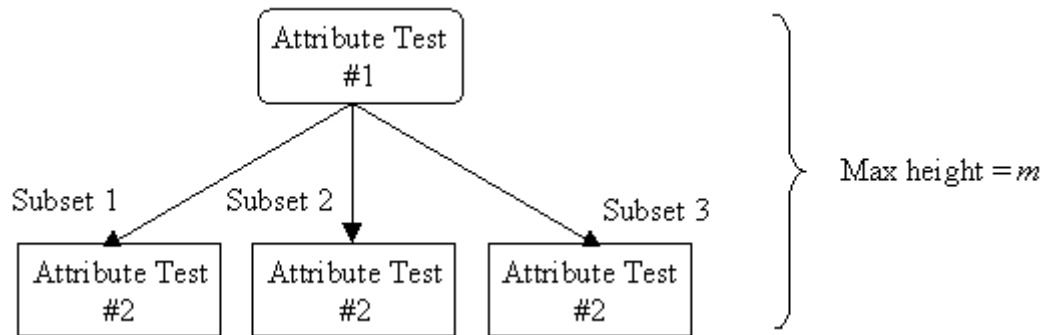 Attribute Test
#1
Subset 1
Subset 2
Subset 3
Max height = m
Attribute Test
#2
Attribute Test
#2
Attribute Test
#2